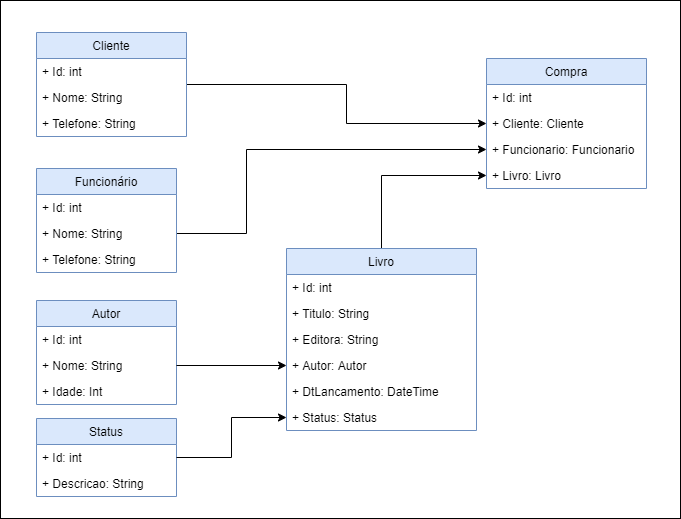 Cliente
+ Id: int
+ Nome: String
+ Telefone: String
Compra
+ Id: int
+ Cliente: Cliente
+ Funcionario: Funcionario
+ Livro: Livro
Funcionário
+ Id: int
+ Nome: String
+ Telefone: String
Livro
+ Id: int
+ Titulo: String
+ Editora: String
+ Autor: Autor
+ DtLancamento: DateTime
+ Status: Status
Autor
+ Id: int
+ Nome: String
+ Idade: Int
Status
+ Id: int
+ Descricao: String